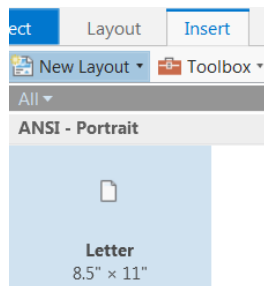 ect Layout Insert
New Layout Toolbox
All
ANSI - Portrait
Letter
8.5" × 11"